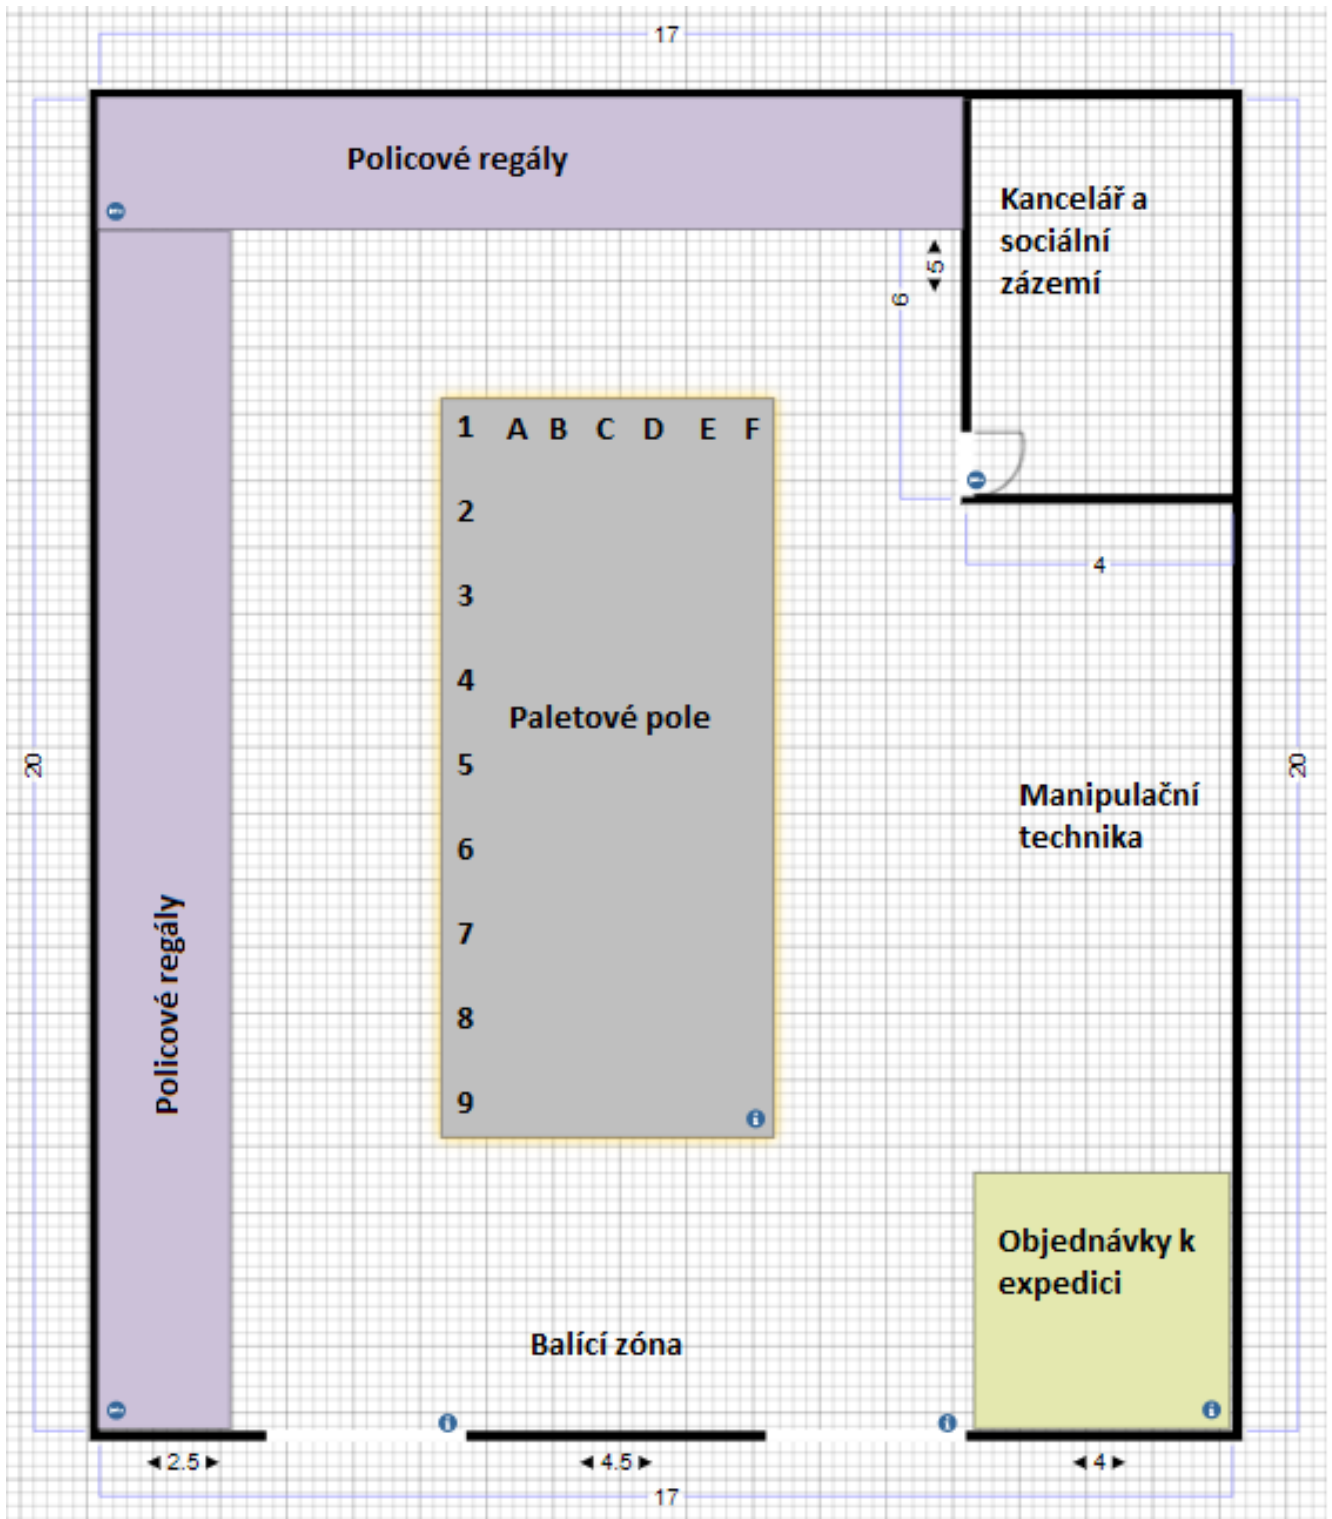 17
Policové regály
Kancelář a
sociální
zázemí
5
6
1 A B C D E F
2
3
4
4
Paletové pole
5
20
20
Manipulační
technika
6
7
Policové regály
8
9
Objednávky k
expedici
Balící zóna
2.5
4.5
4
17